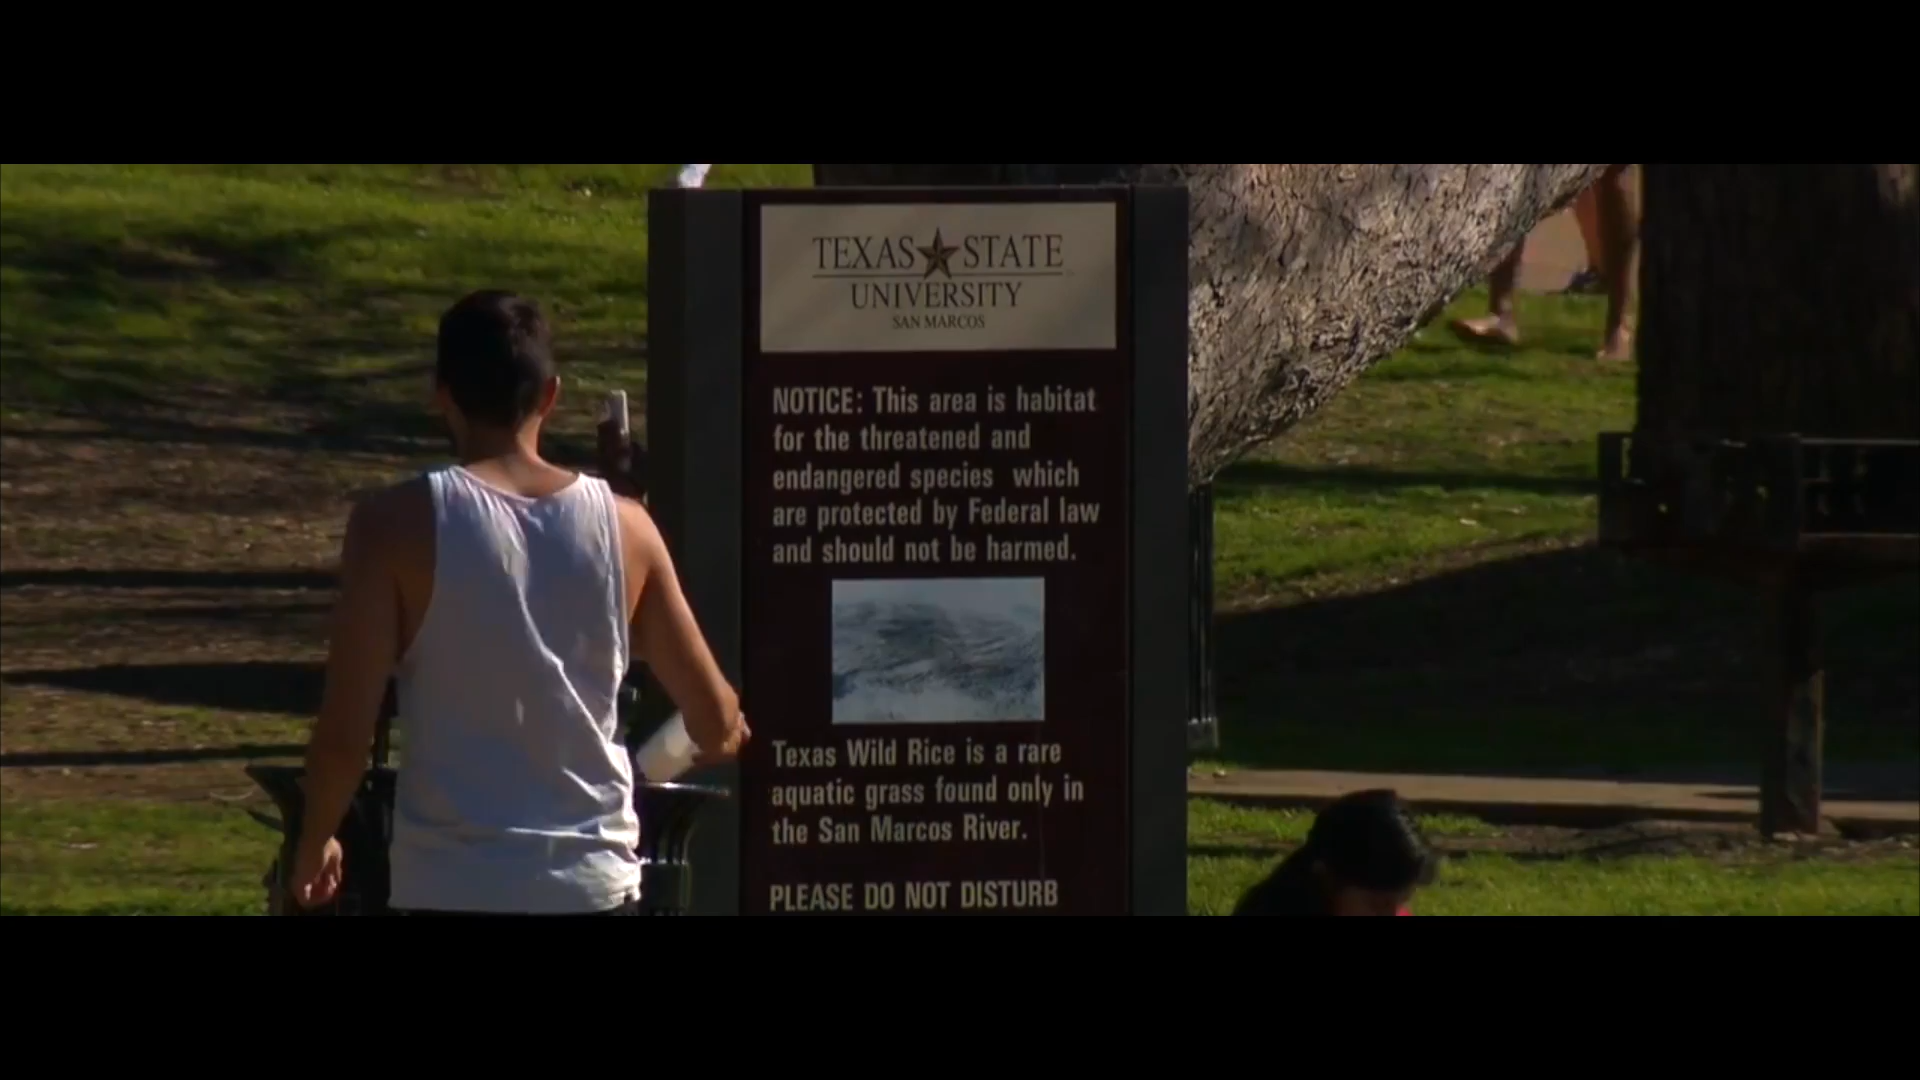 TEXAS STATE
UNIVERSITY
SAN MARCOS
NOTICE: This area is habitat
for the threatened and
endangered species which
are protected by Federal law
and should not be harmed.
Texas Wild Rice is a rare
aquatic grass found only in
the San Marcos River.
PLEASE DO NOT DISTURB